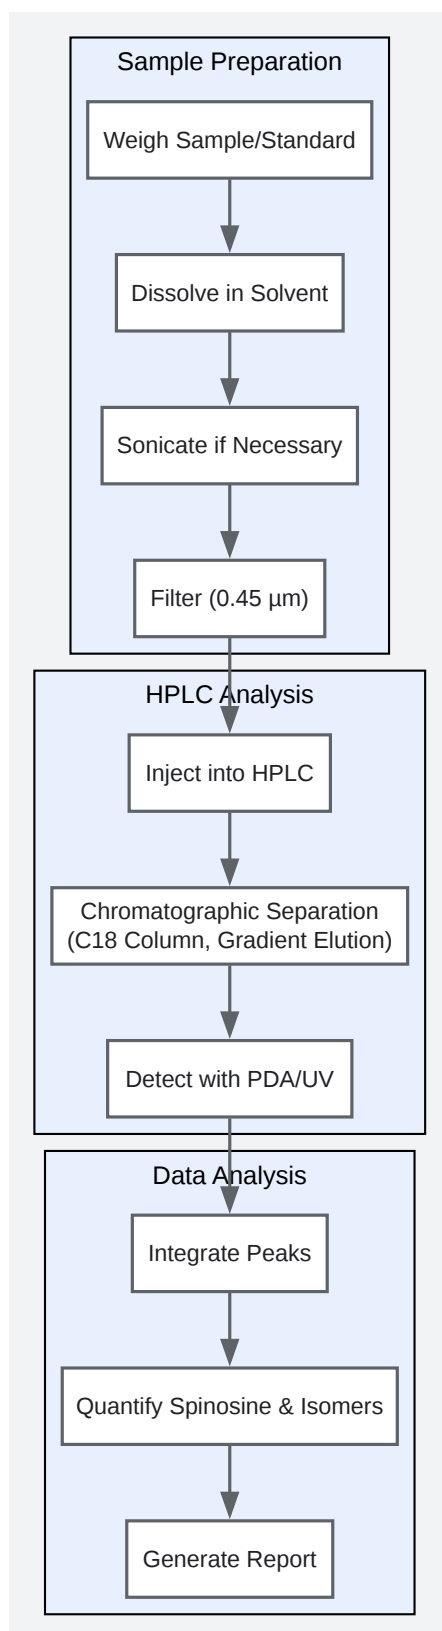 Sample Preparation
Weigh Sample/Standard
Dissolve in Solvent
Sonicate if Necessary
Filter (0.45 µm)
HPLC Analysis
Inject into HPLC
Chromatographic Separation
(C18 Column, Gradient Elution)
Detect with PDA/UV
Data Analysis
Integrate Peaks
Quantify Spinosine & Isomers
Generate Report